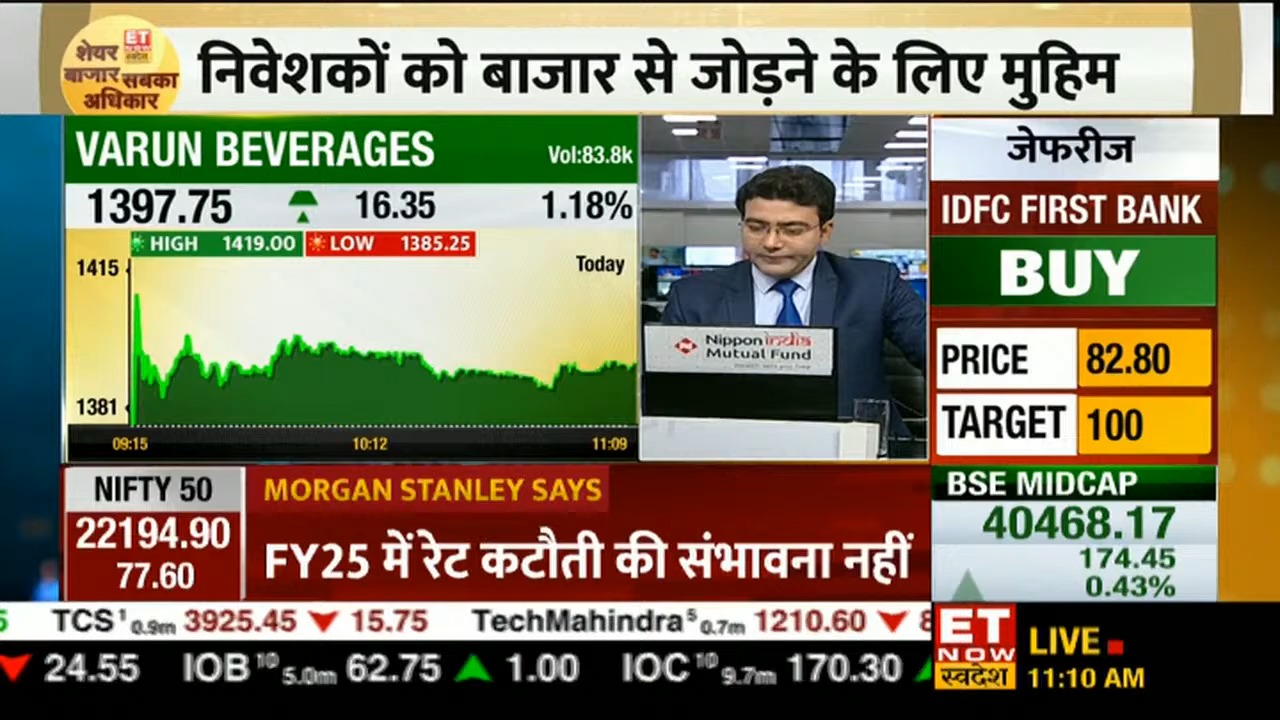 शेयर
ET
NOW
स्वदेश
बाजार सबका
अधिकार
निवेशकों को बाजार से जोड़ने के लिए मुहिम
VARUN BEVERAGES Vol:83.8k
1397.75 16.35 1.18%
HIGH 1419.00 LOW 1385.25
Today
1415
1381
09:15 10:12 11:09
Nippon india
Mutual Fund
जेफरीज
IDFC FIRST BANK
BUY
PRICE 82.80
TARGET 100
NIFTY 50
22194.90
77.60
MORGAN STANLEY SAYS
FY25 में रेट कटौती की संभावना नहीं
BSE MIDCAP
40468.17
174.45
0.43%
TCS 1 0.9m 3925.45 15.75 TechMahindra 5 0.7m 1210.60
24.55 IOB 10 5.0m 62.75 1.00 IOC 10 9.7m 170.30
ET
NOW
स्वदेश
LIVE
11:10 AM